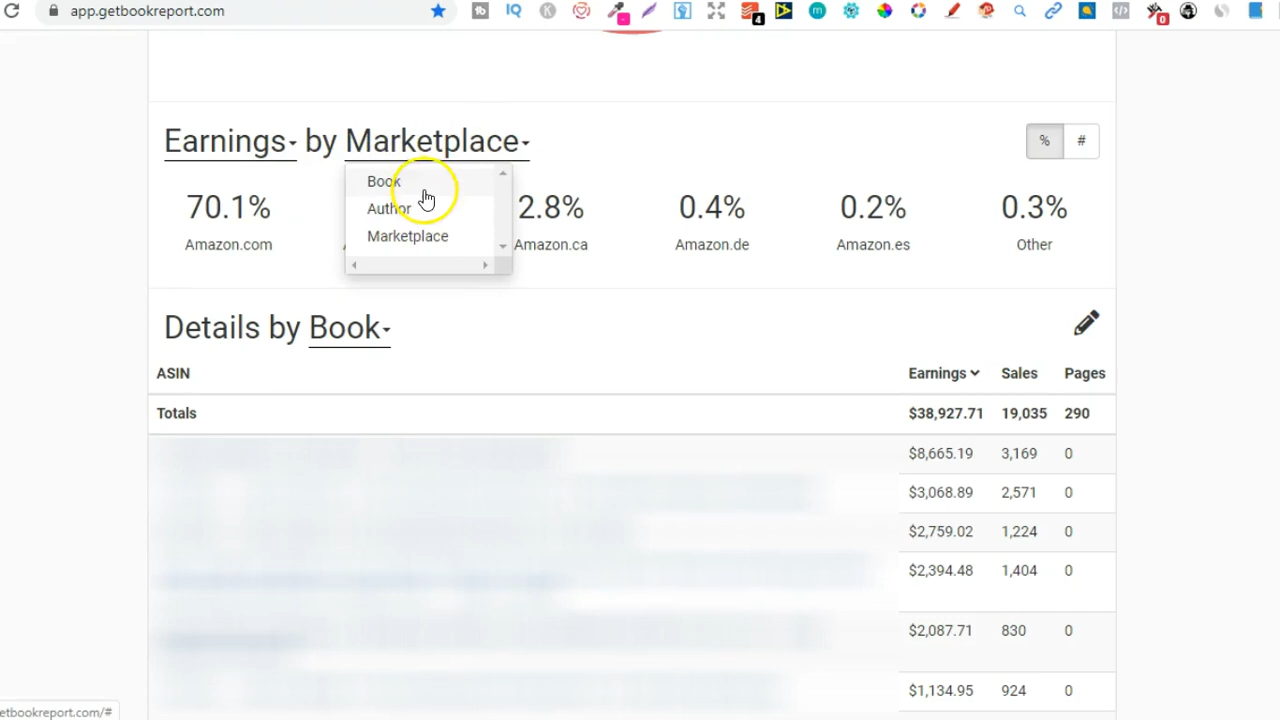 app.getbookreport.com
Earnings by Marketplace
% #
Book
Author
Marketplace
70.1% 2.8% 0.4% 0.2% 0.3%
Amazon.com Amazon.ca Amazon.de Amazon.es Other
Details by Book
ASIN Earnings Sales Pages
Totals $38,927.71 19,035 290
$8,665.19 3,169 0
$3,068.89 2,571 0
$2,759.02 1,224 0
$2,394.48 1,404 0
$2,087.71 830 0
$1,134.95 924 0
etbookreport.com/#